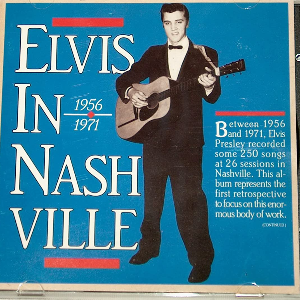 ELVIS
IN 1956
1971
NASH
VILLE
Between 1956
and 1971, Elvis
Presley recorded
some 250 songs
at 26 sessions in
Nashville. This al-
bum represents the
first retrospective
to focus on this enor-
mous body of work.
(CONTINUED)